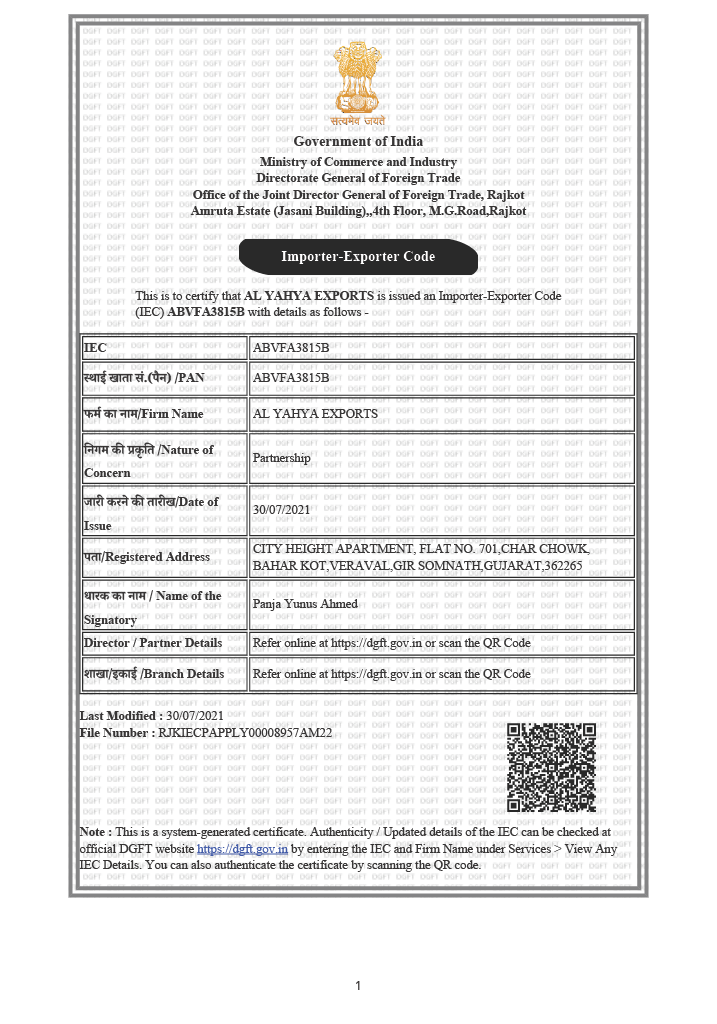 सत्यमेव जयते
Government of India
Ministry of Commerce and Industry
Directorate General of Foreign Trade
Office of the Joint Director General of Foreign Trade, Rajkot
Amruta Estate (Jasani Building),,4th Floor, M.G.Road,Rajkot
Importer-Exporter Code
This is to certify that AL YAHYA EXPORTS is issued an Importer-Exporter Code
(IEC) ABVFA3815B with details as follows -
IEC ABVFA3815B
स्थाई खाता सं.(पैन) /PAN ABVFA3815B
फर्म का नाम/Firm Name AL YAHYA EXPORTS
निगम की प्रकृति /Nature of
Concern
Partnership
जारी करने की तारीख/Date of
Issue
30/07/2021
पता/Registered Address
CITY HEIGHT APARTMENT, FLAT NO. 701,CHAR CHOWK,
BAHAR KOT,VERAVAL,GIR SOMNATH,GUJARAT,362265
धारक का नाम / Name of the
Signatory
Panja Yunus Ahmed
Director / Partner Details Refer online at https://dgft.gov.in or scan the QR Code
शाखा/इकाई /Branch Details Refer online at https://dgft.gov.in or scan the QR Code
Last Modified : 30/07/2021
File Number : RJKIECPAPPLY00008957AM22
Note : This is a system-generated certificate. Authenticity / Updated details of the IEC can be checked at
official DGFT website https://dgft.gov.in by entering the IEC and Firm Name under Services > View Any
IEC Details. You can also authenticate the certificate by scanning the QR code.
1